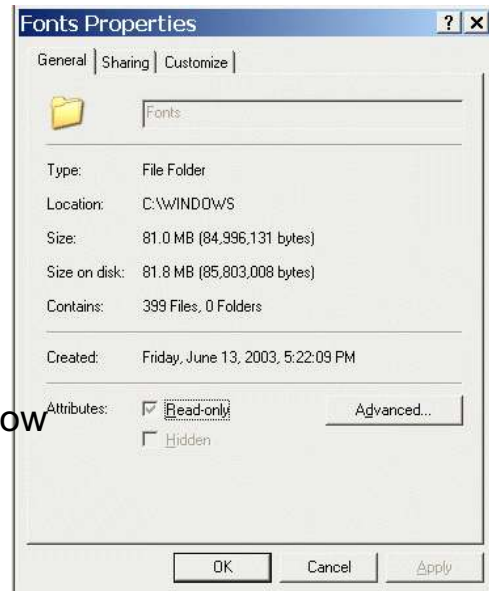 Fonts Properties ? ×
General Sharing Customize
Fonts
Type: File Folder
Location: C:\WINDOWS
Size: 81.0 MB (84,996,131 bytes)
Size on disk: 81.8 MB (85,803,008 bytes)
Contains: 399 Files, 0 Folders
Created: Friday, June 13, 2003, 5:22:09 PM
ow
Attributes: Read-only Advanced...
Hidden
OK Cancel Apply